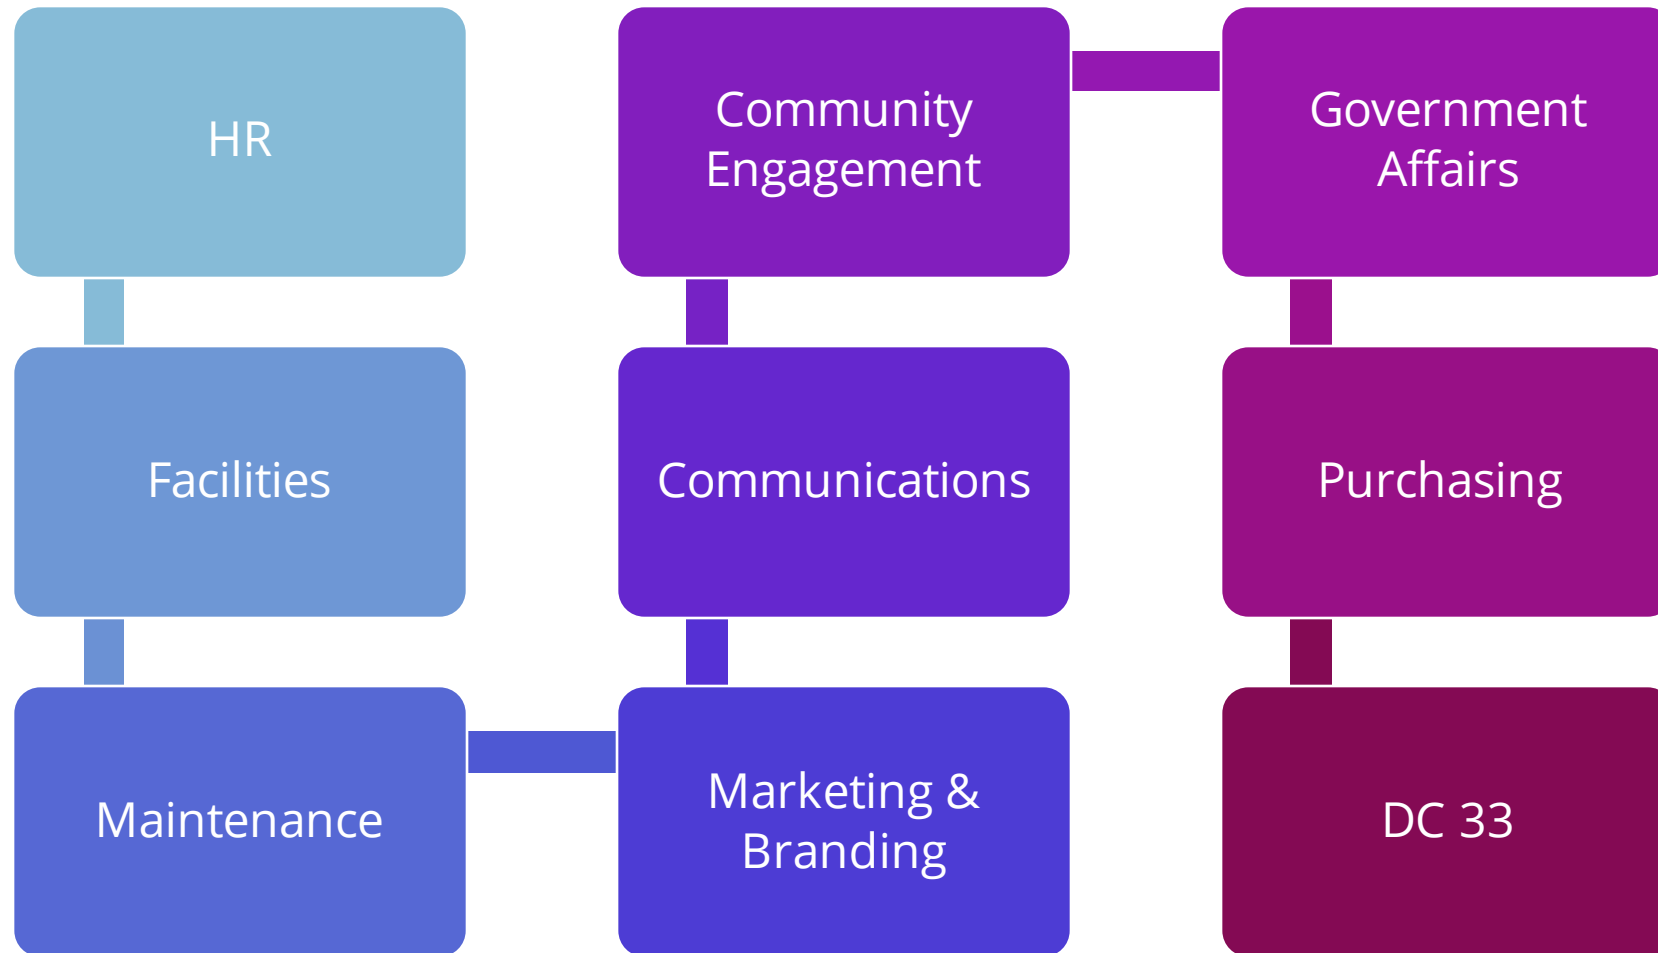 HR
Facilities
Maintenance
Marketing &
Branding
Communications
Community
Engagement
Government
Affairs
Purchasing
DC 33